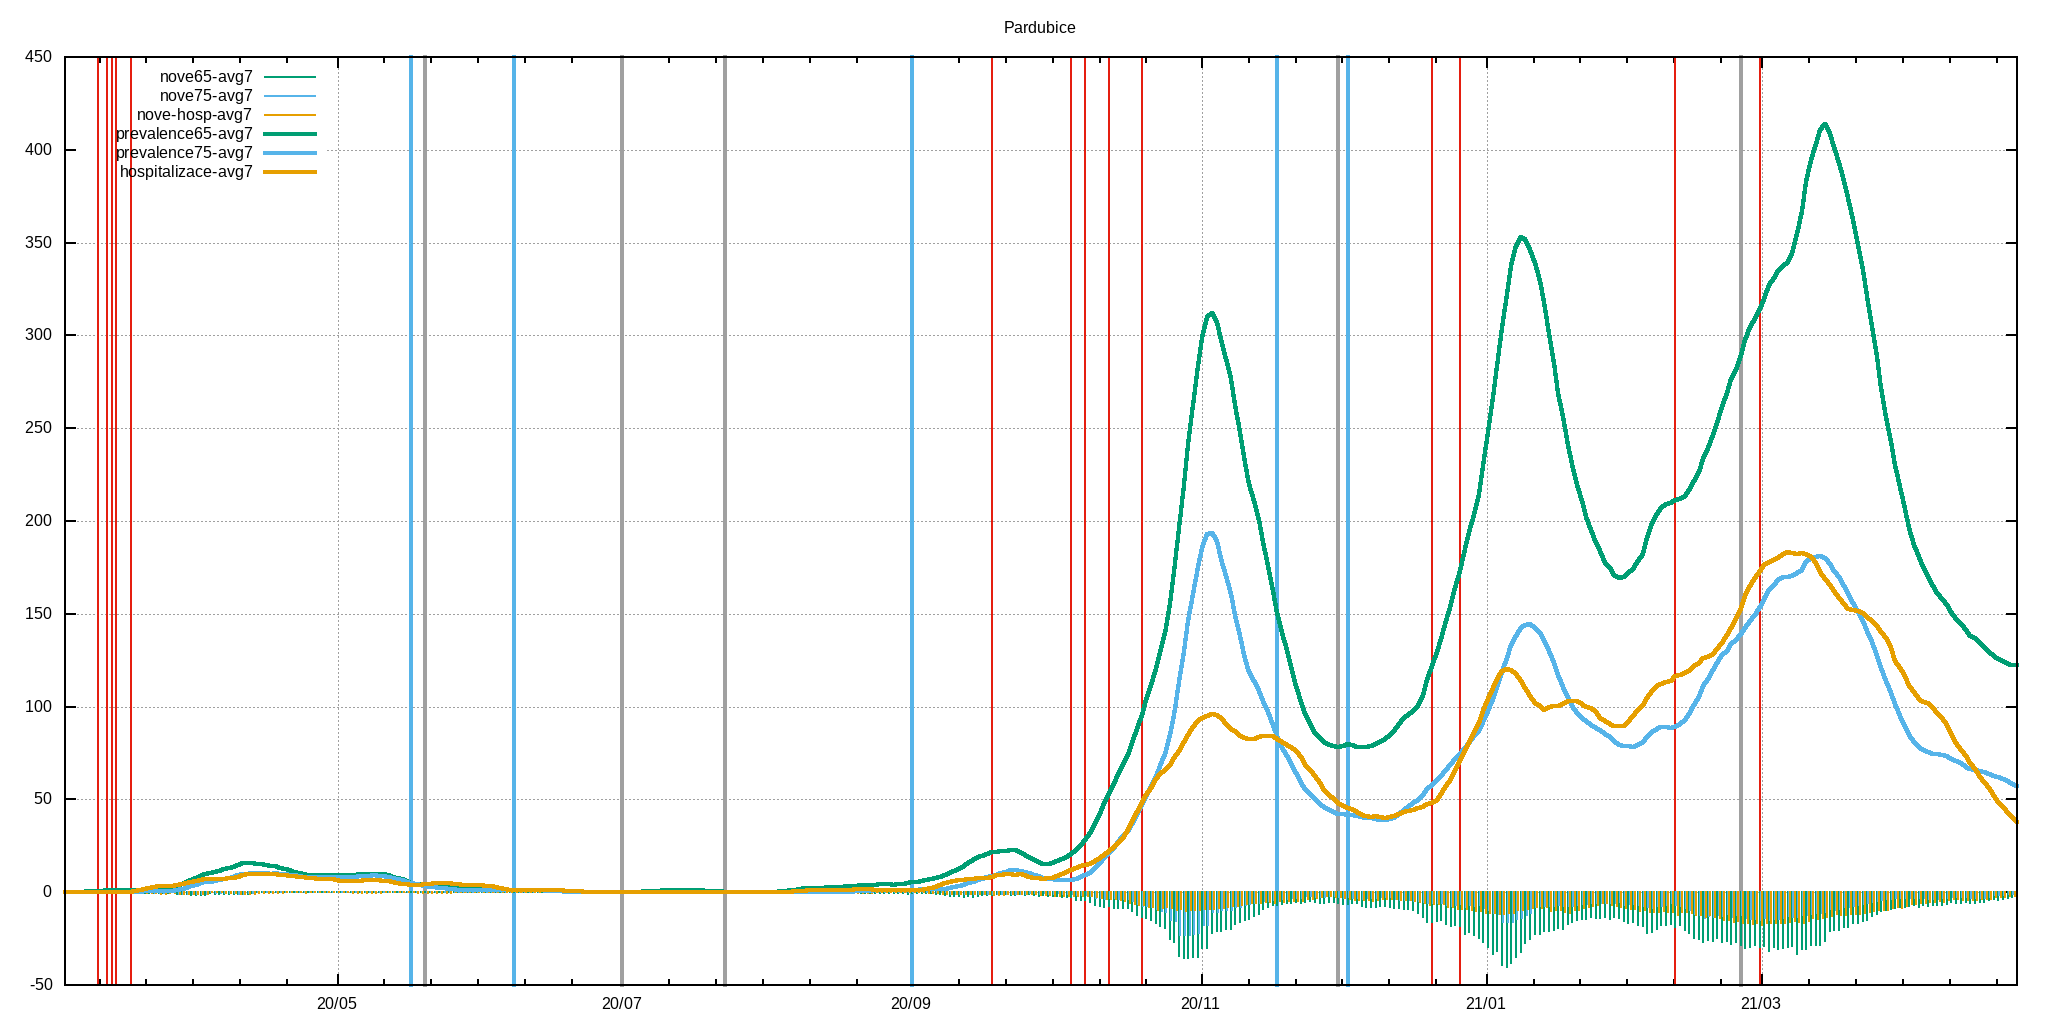 Pardubice
450
400
350
300
250
200
150
100
50
0
-50
nove65-avg7
nove75-avg7
nove-hosp-avg7
prevalence65-avg7
prevalence75-avg7
hospitalizace-avg7
20/05 20/07 20/09 20/11 21/01 21/03